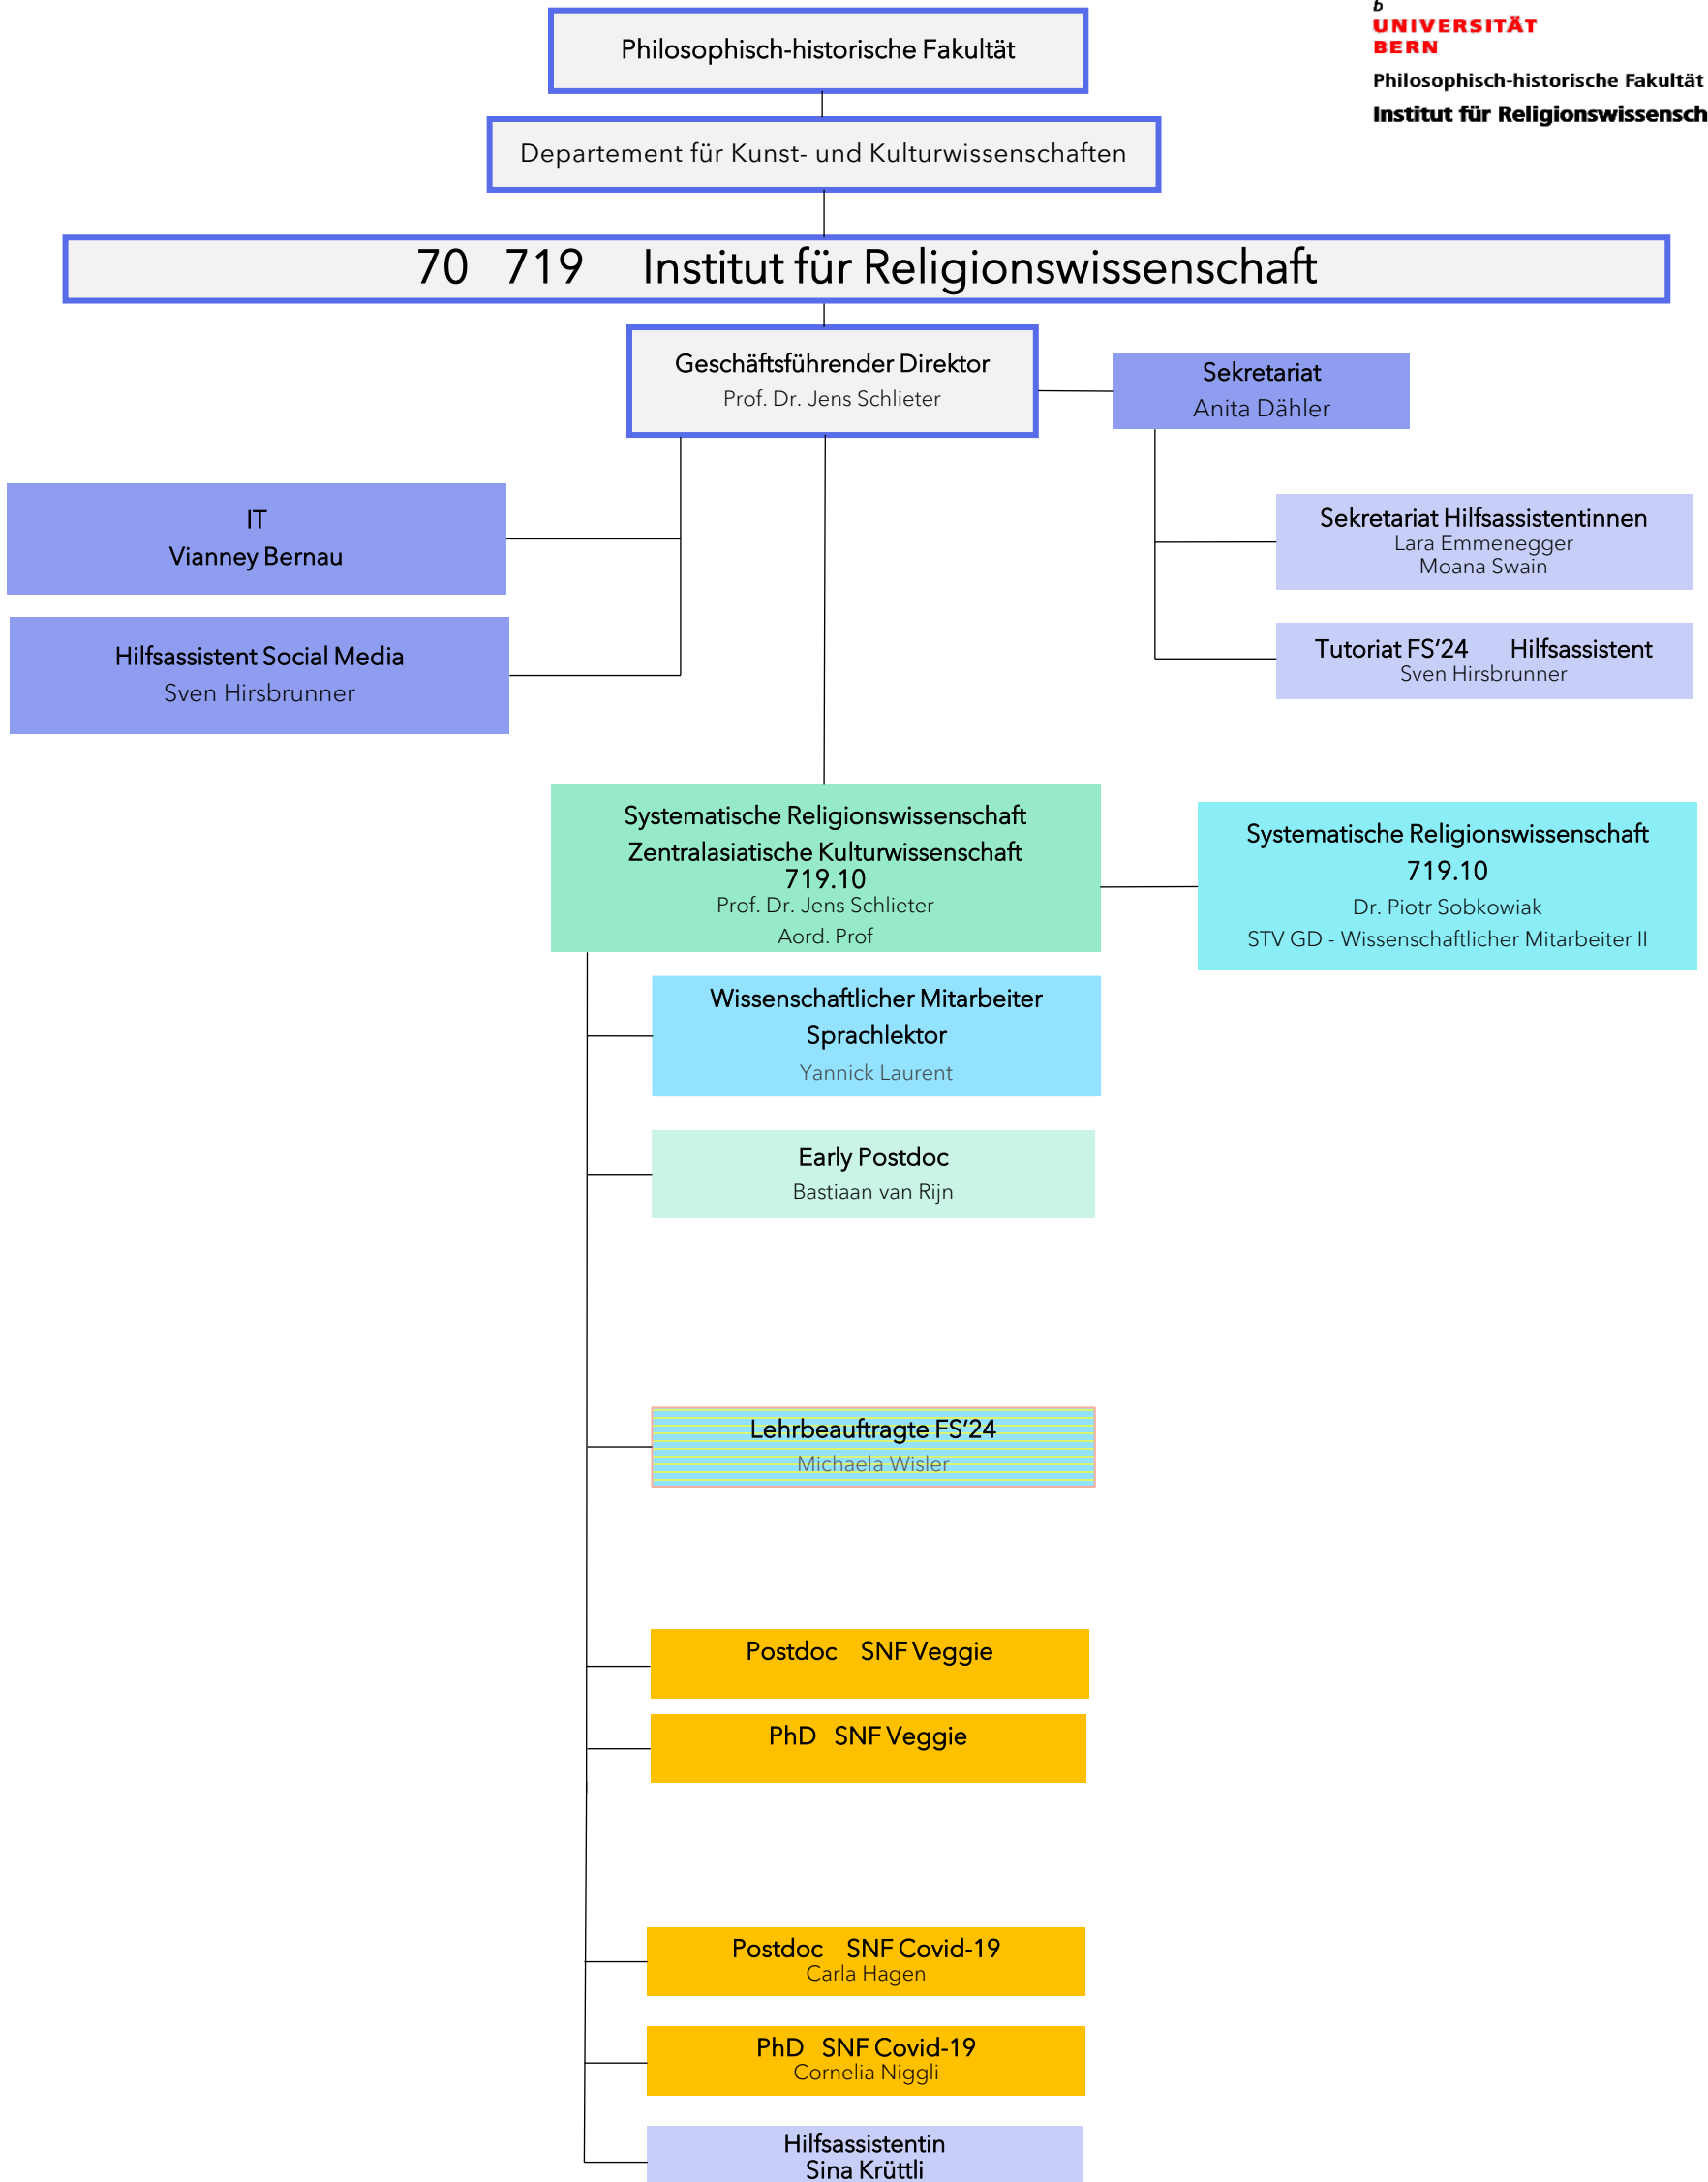 b
UNIVERSITÄT
BERN
Philosophisch-historische Fakultät
Institut für Religionswissensch
Philosophisch-historische Fakultät
Departement für Kunst- und Kulturwissenschaften
70 719 Institut für Religionswissenschaft
Geschäftsführender Direktor
Prof. Dr. Jens Schlieter
Sekretariat
Anita Dähler
IT
Vianney Bernau
Sekretariat Hilfsassistentinnen
Lara Emmenegger
Moana Swain
Hilfsassistent Social Media
Sven Hirsbrunner
Tutoriat FS’24 Hilfsassistent
Sven Hirsbrunner
Systematische Religionswissenschaft
Zentralasiatische Kulturwissenschaft
719.10
Prof. Dr. Jens Schlieter
Aord. Prof
Systematische Religionswissenschaft
719.10
Dr. Piotr Sobkowiak
STV GD - Wissenschaftlicher Mitarbeiter II
Wissenschaftlicher Mitarbeiter
Sprachlektor
Yannick Laurent
Early Postdoc
Bastiaan van Rijn
Lehrbeauftragte FS’24
Michaela Wisler
Postdoc SNF Veggie
PhD SNF Veggie
Postdoc SNF Covid-19
Carla Hagen
PhD SNF Covid-19
Cornelia Niggli
Hilfsassistentin
Sina Krüttli